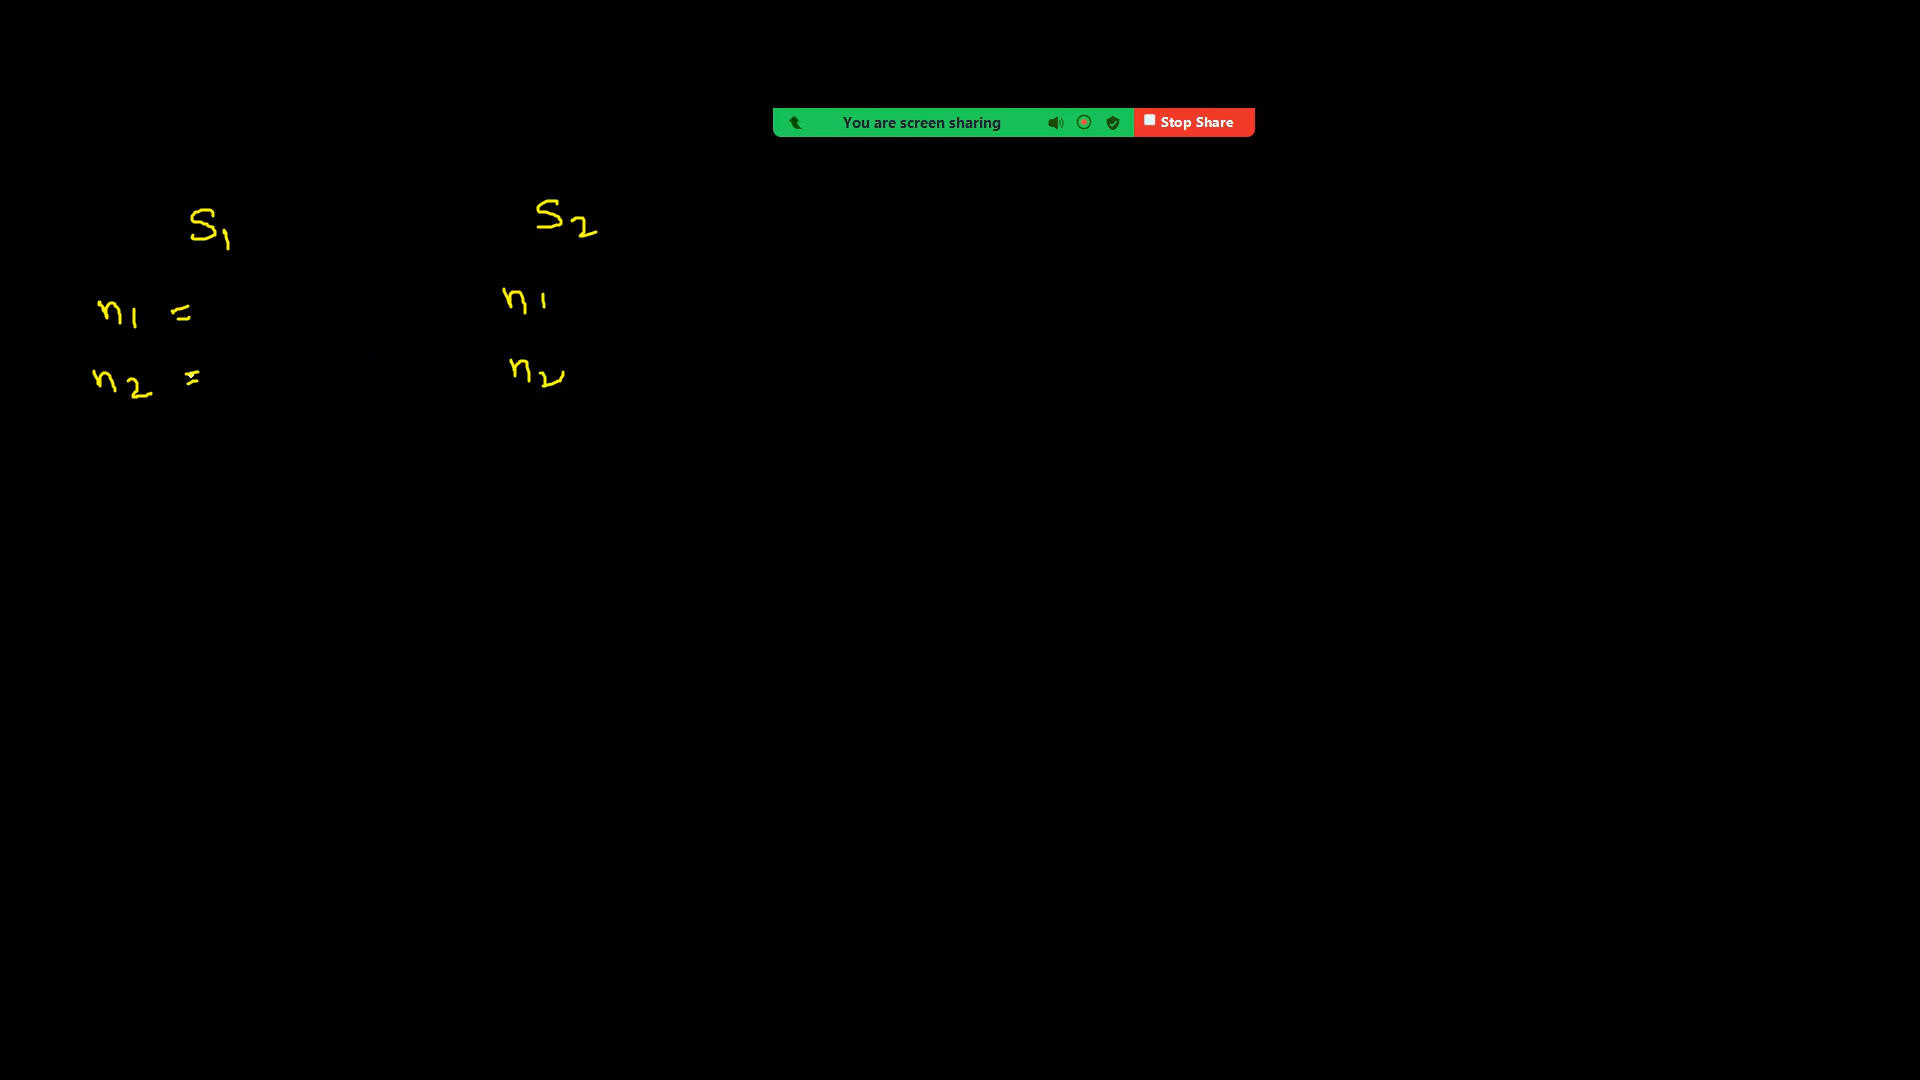 You are screen sharing Stop Share
S1 S2
n1 = n1
n2 = n2